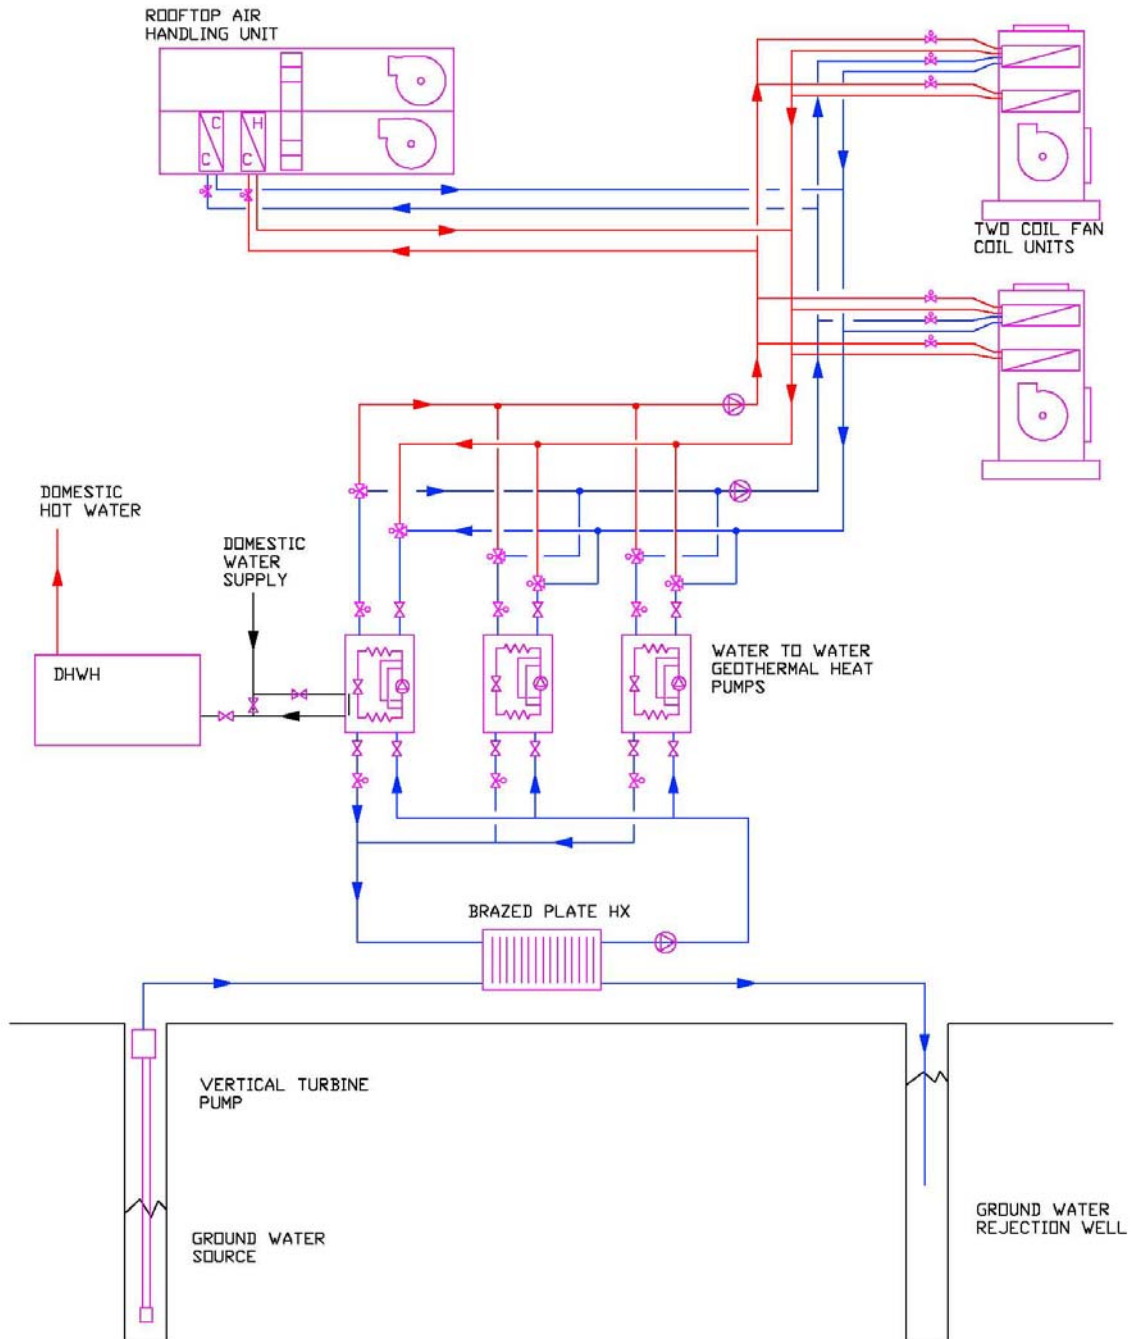 ROOFTOP AIR
HANDLING UNIT
C
C
H
C
TWO COIL FAN
COIL UNITS
DOMESTIC
HOT WATER
DOMESTIC
WATER
SUPPLY
DHWH
WATER TO WATER
GEOTHERMAL HEAT
PUMPS
BRAZED PLATE HX
VERTICAL TURBINE
PUMP
GROUND WATER
SOURCE
GROUND WATER
REJECTION WELL